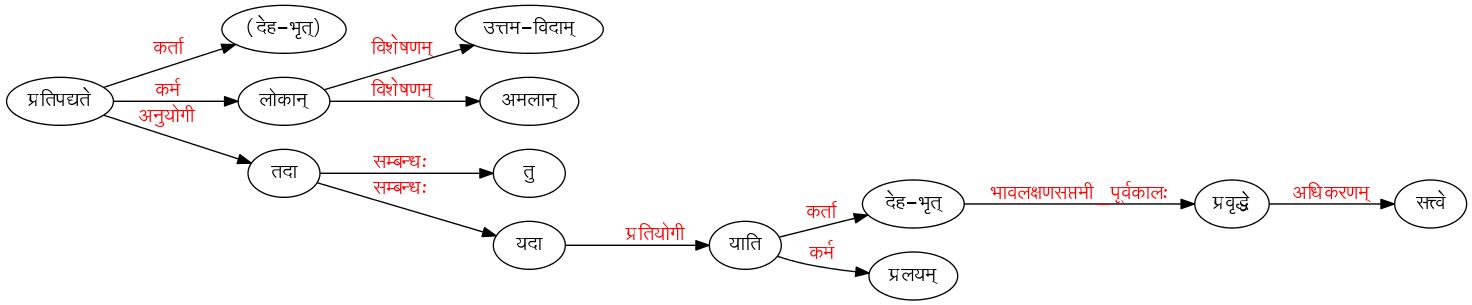 (देह-भृत्)
उत्तम-विदाम्
कर्ता
विशेषणम्
प्रतिपद्यते
कर्म
लोकान्
विशेषणम्
अमलान्
अनुयोगी
तदा
सम्बन्धः
तु
सम्बन्धः
यदा
प्रतियोगी
याति
कर्ता
देह-भृत्
भावलक्षणसप्तमी_पूर्वकालः
प्रवृद्धे
अधिकरणम्
सत्त्वे
कर्म
प्रलयम्